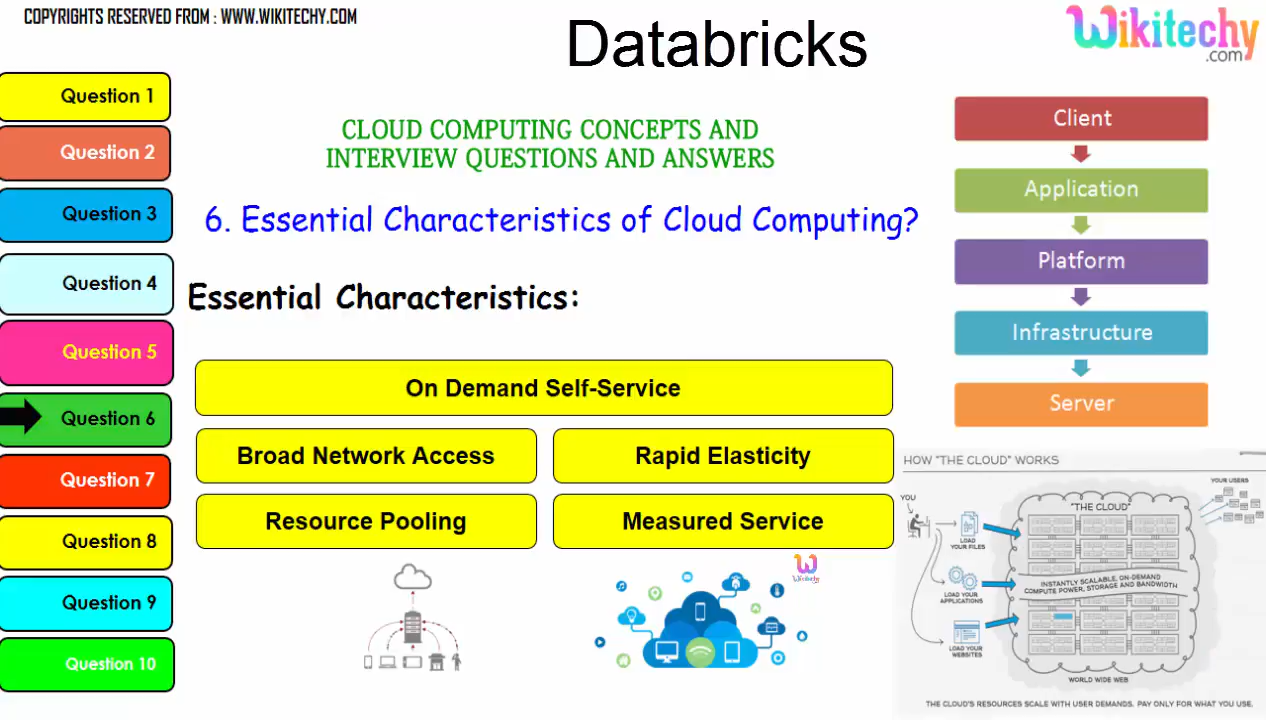 COPYRIGHTS RESERVED FROM : WWW.WIKITECHY.COM
Databricks
Wikitechy
.com
Question 1
Question 2
Question 3
Question 4
Question 5
Question 6
Question 7
Question 8
Question 9
Question 10
CLOUD COMPUTING CONCEPTS AND
INTERVIEW QUESTIONS AND ANSWERS
6. Essential Characteristics of Cloud Computing?
Essential Characteristics:
On Demand Self-Service
Broad Network Access
Rapid Elasticity
Resource Pooling
Measured Service
Wikitechy
Client
Application
Platform
Infrastructure
Server
HOW "THE CLOUD" WORKS
YOUR USERS
YOU
"THE CLOUD"
LOAD
YOUR FILES
INSTANTLY SCALABLE, ON-DEMAND
COMPUTE POWER, STORAGE AND BANDWIDTH
LOAD YOUR
APPLICATIONS
LOAD YOUR
WEBSITES
WORLD WIDE WEB
THE CLOUD'S RESOURCES SCALE WITH USER DEMANDS. PAY ONLY FOR WHAT YOU USE.